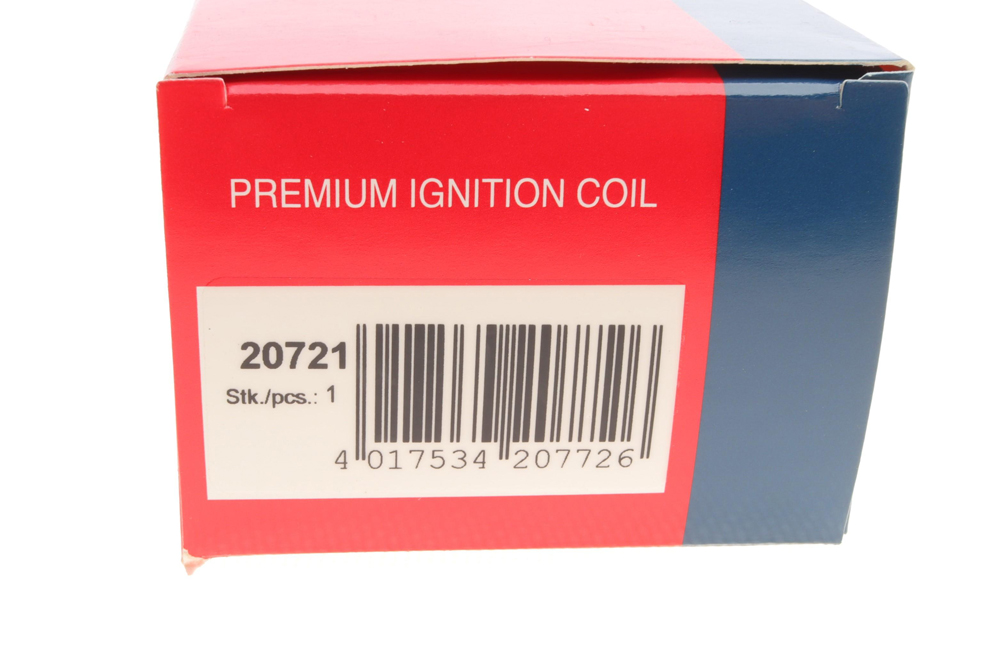 PREMIUM IGNITION COIL
20721
Stk./pcs.: 1
4 017534 207726